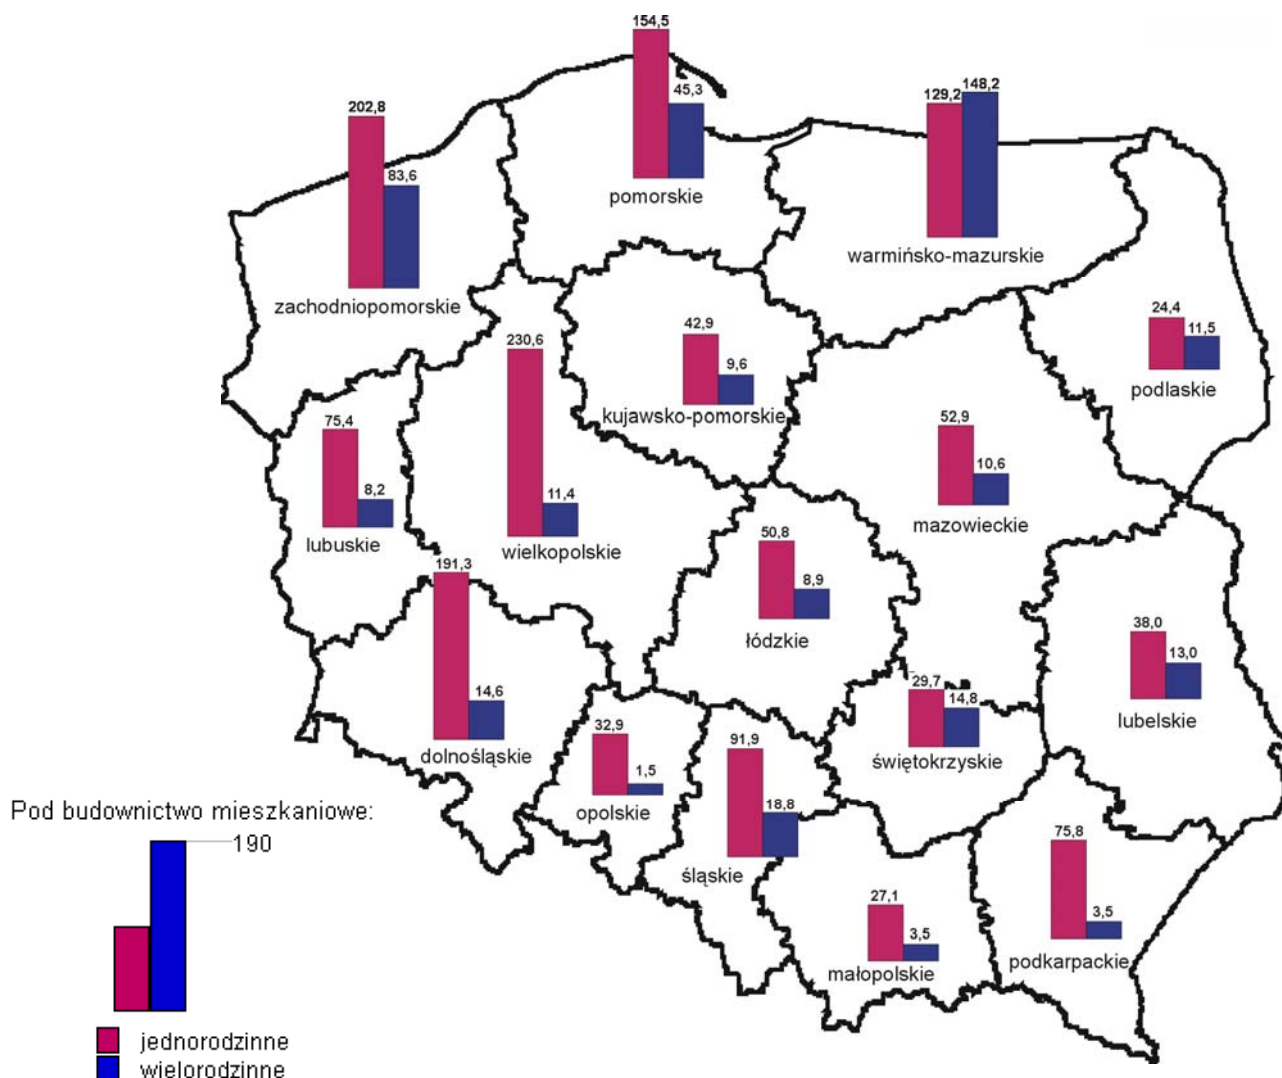 154,5
45,3
pomorskie
202,8
83,6
zachodniopomorskie
129,2
148,2
warmińsko-mazurskie
24,4
11,5
podlaskie
42,9
9,6
kujawsko-pomorskie
230,6
11,4
wielkopolskie
75,4
8,2
lubuskie
52,9
10,6
mazowieckie
50,8
8,9
łódzkie
191,3
14,6
dolnośląskie
38,0
13,0
lubelskie
29,7
14,8
świętokrzyskie
32,9
1,5
opolskie
91,9
18,8
śląskie
75,8
3,5
podkarpackie
27,1
3,5
małopolskie
Pod budownictwo mieszkaniowe:
190
jednorodzinne
wielorodzinne